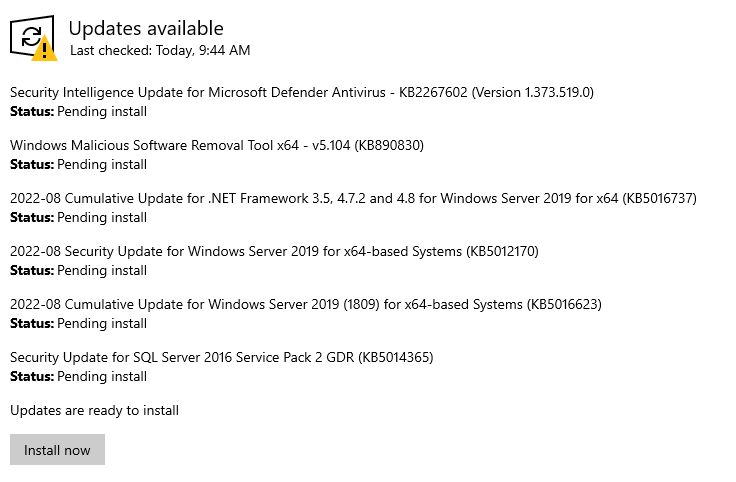 Updates available
Last checked: Today, 9:44 AM
Security Intelligence Update for Microsoft Defender Antivirus - KB2267602 (Version 1.373.519.0)
Status: Pending install
Windows Malicious Software Removal Tool x64 - v5.104 (KB890830)
Status: Pending install
2022-08 Cumulative Update for .NET Framework 3.5, 4.7.2 and 4.8 for Windows Server 2019 for x64 (KB5016737)
Status: Pending install
2022-08 Security Update for Windows Server 2019 for x64-based Systems (KB5012170)
Status: Pending install
2022-08 Cumulative Update for Windows Server 2019 (1809) for x64-based Systems (KB5016623)
Status: Pending install
Security Update for SQL Server 2016 Service Pack 2 GDR (KB5014365)
Status: Pending install
Updates are ready to install
Install now